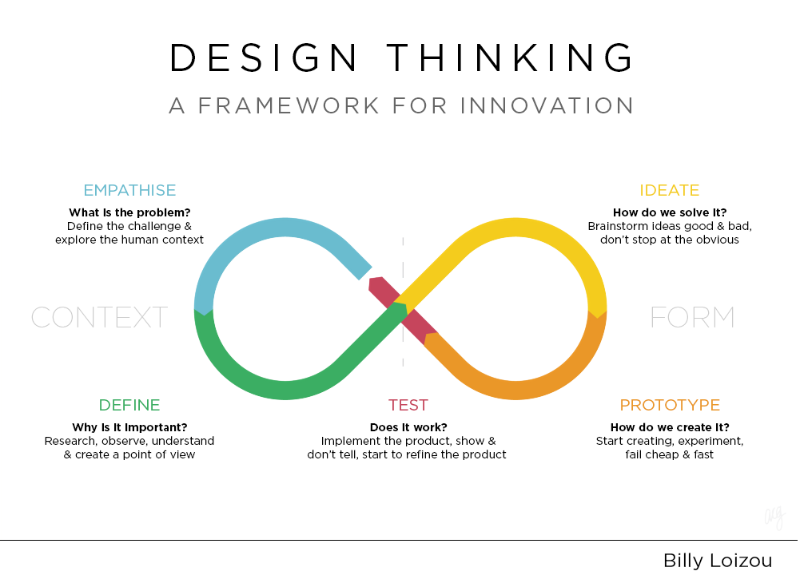 DESIGN THINKING
A FRAMEWORK FOR INNOVATION
EMPATHISE
What is the problem?
Define the challenge &
explore the human context
IDEATE
How do we solve it?
Brainstorm ideas good & bad,
don't stop at the obvious
CONTEXT
FORM
DEFINE
Why is it important?
Research, observe, understand
& create a point of view
TEST
Does it work?
Implement the product, show &
don't tell, start to refine the product
PROTOTYPE
How do we create it?
Start creating, experiment,
fail cheap & fast
Billy Loizou